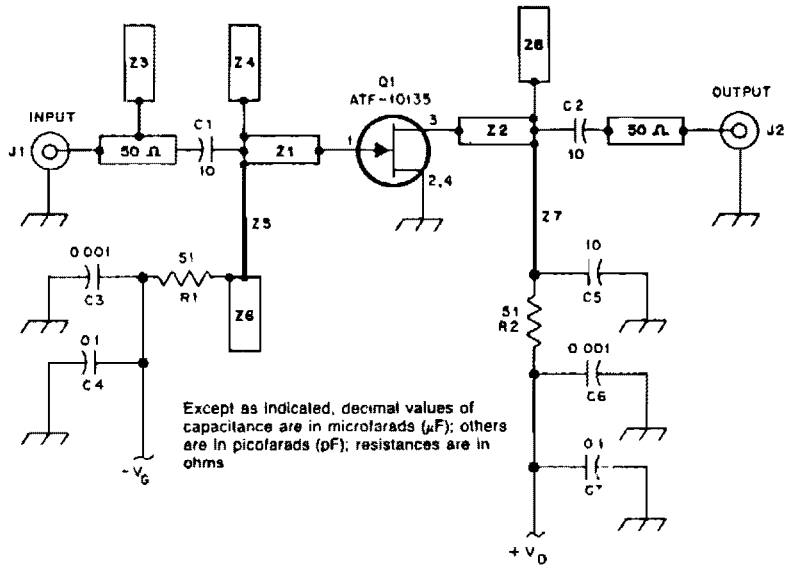 Z3
Z4
Z8
Q1
ATF-10135
INPUT
OUTPUT
C1
C2
J1
50 Ω
10
Z1
1
3
2,4
Z2
10
50 Ω
J2
Z5
Z7
0.001
C3
51
R1
Z6
10
C5
51
R2
0.1
C4
0.001
C6
Except as indicated, decimal values of
capacitance are in microfarads (µF); others
are in picofarads (pF); resistances are in
ohms
-VG
0.1
C7
+VD